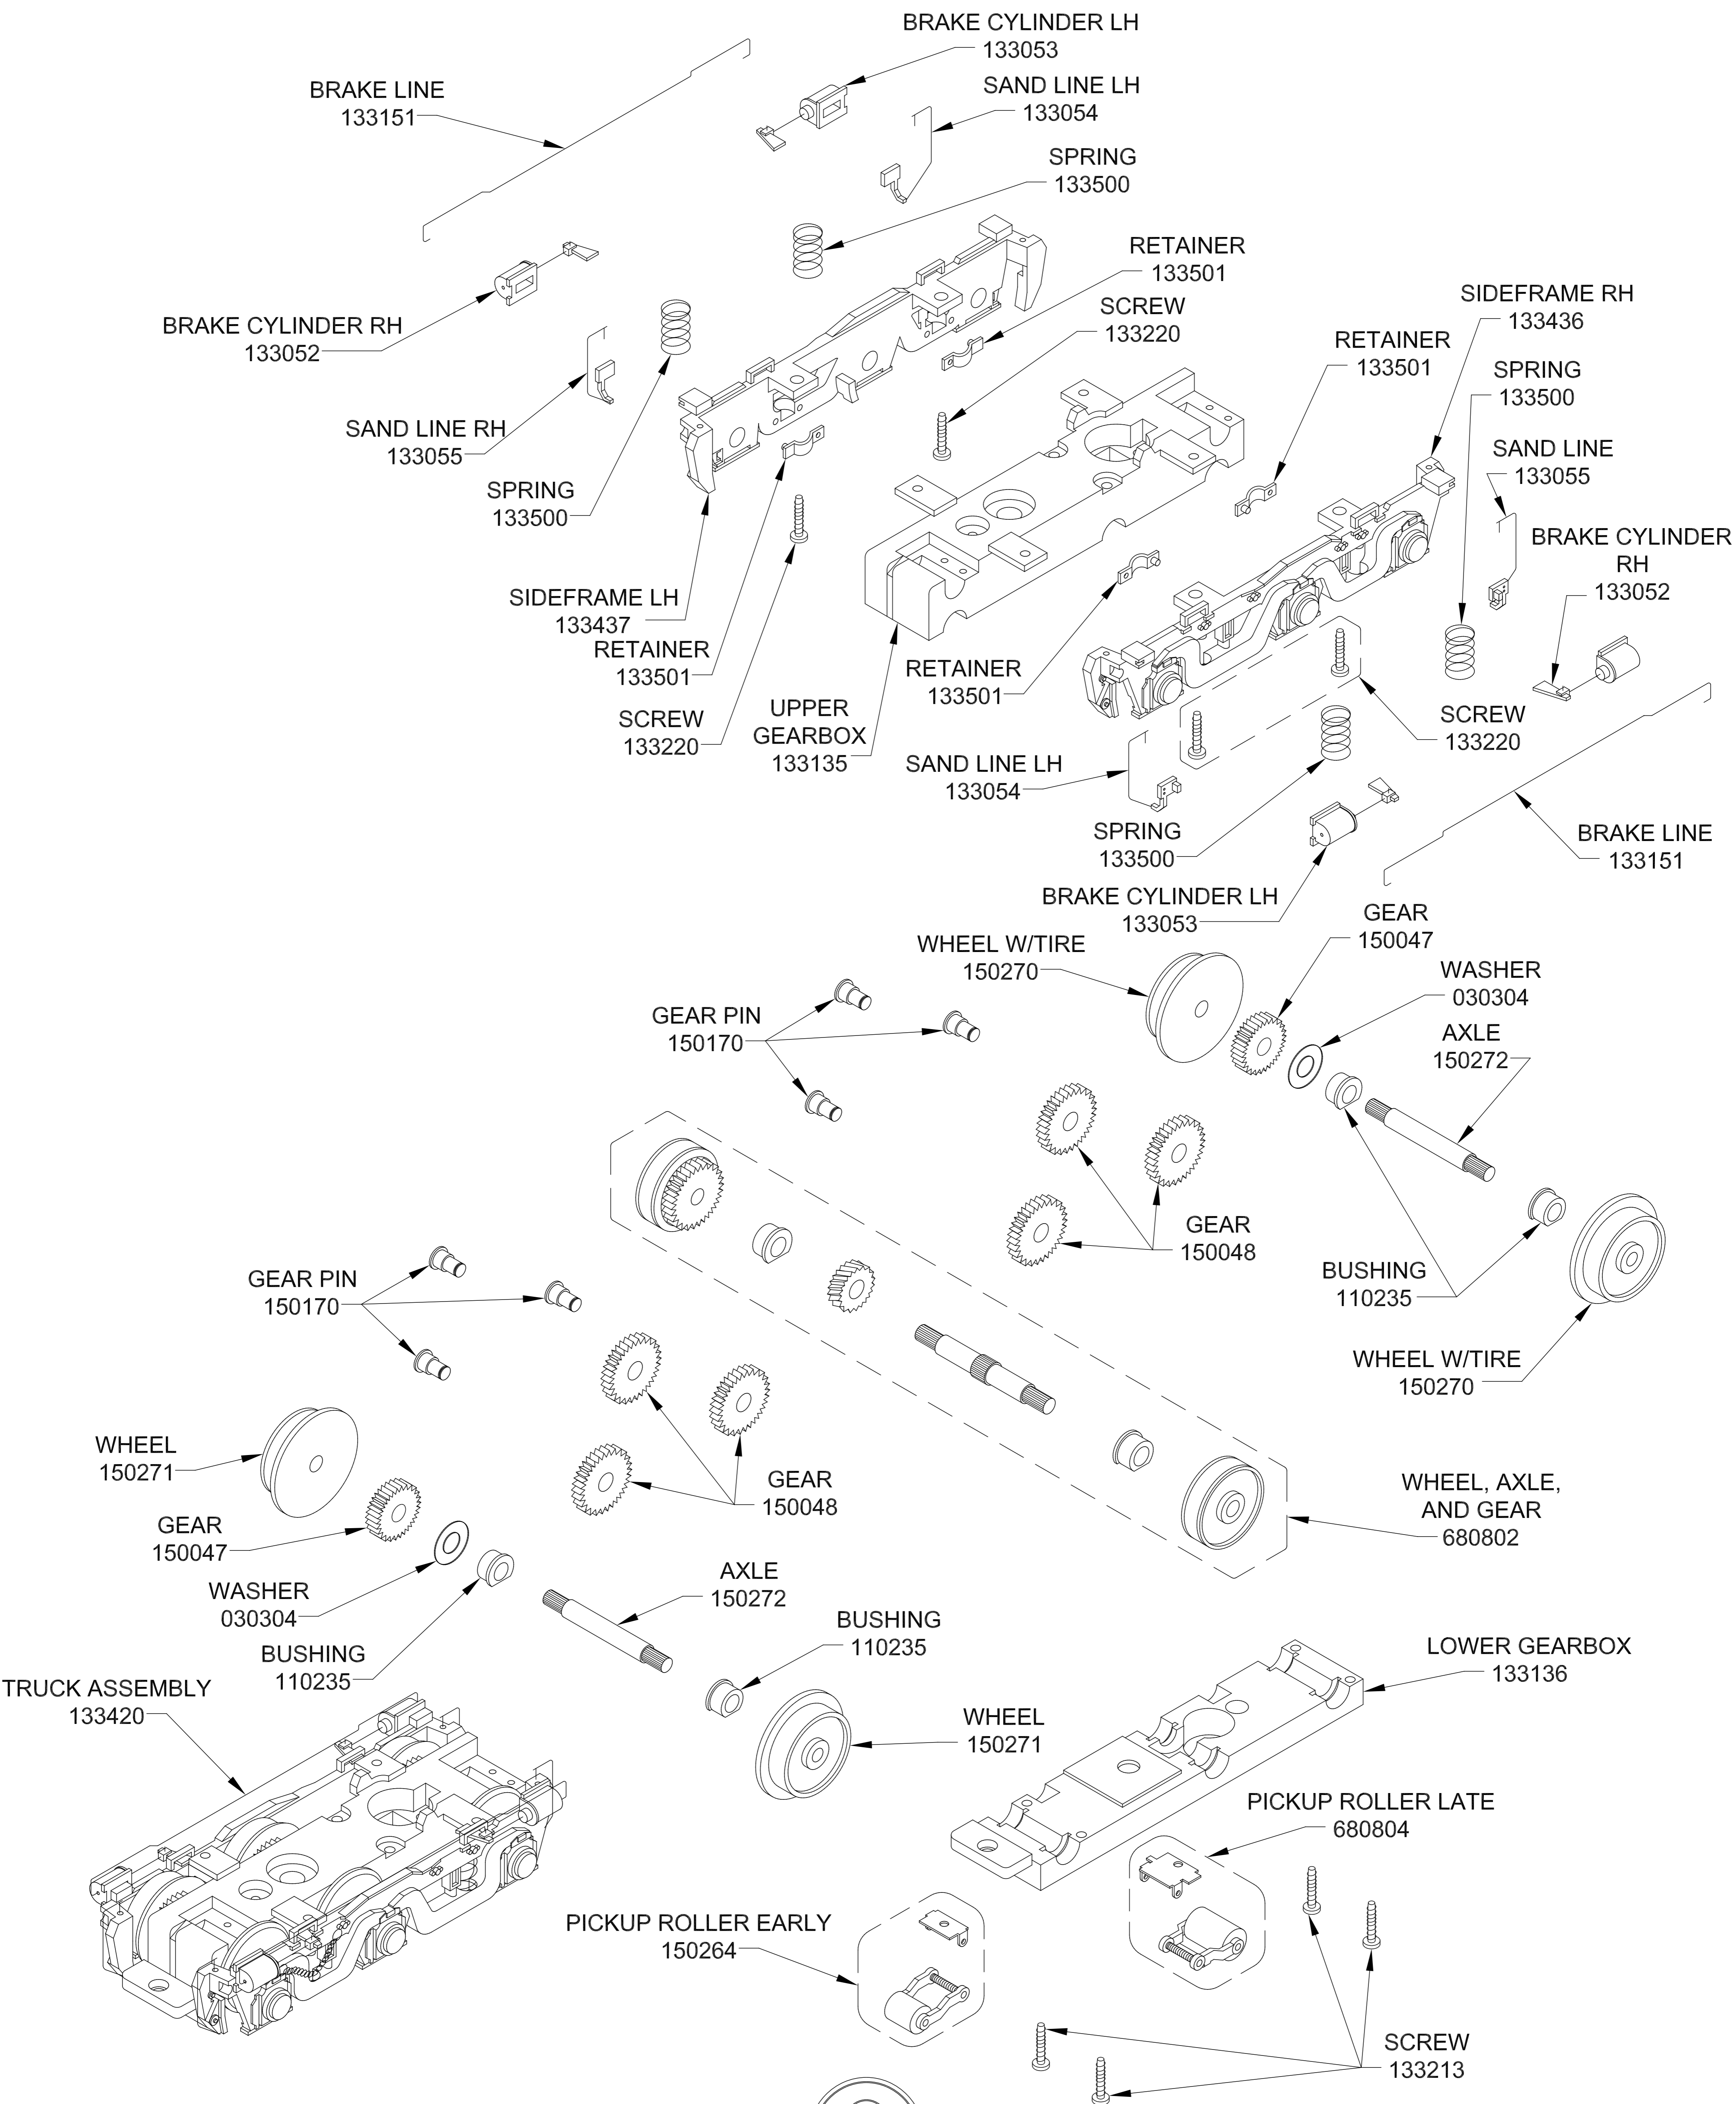 BRAKE CYLINDER LH
133053
BRAKE LINE
133151
SAND LINE LH
133054
SPRING
133500
RETAINER
133501
SCREW
133220
SIDEFRAME RH
133436
RETAINER
133501
SPRING
133500
BRAKE CYLINDER RH
133052
SAND LINE RH
133055
SAND LINE
133055
SPRING
133500
BRAKE CYLINDER
RH
133052
SIDEFRAME LH
133437
RETAINER
133501
RETAINER
133501
SCREW
133220
UPPER
GEARBOX
133135
SCREW
133220
SAND LINE LH
133054
SPRING
133500
BRAKE LINE
133151
BRAKE CYLINDER LH
133053
GEAR
150047
WHEEL W/TIRE
150270
WASHER
030304
GEAR PIN
150170
AXLE
150272
GEAR
150048
BUSHING
110235
GEAR PIN
150170
WHEEL W/TIRE
150270
WHEEL
150271
GEAR
150048
WHEEL, AXLE,
AND GEAR
680802
GEAR
150047
WASHER
030304
AXLE
150272
BUSHING
110235
BUSHING
110235
LOWER GEARBOX
133136
TRUCK ASSEMBLY
133420
WHEEL
150271
PICKUP ROLLER LATE
680804
PICKUP ROLLER EARLY
150264
SCREW
133213